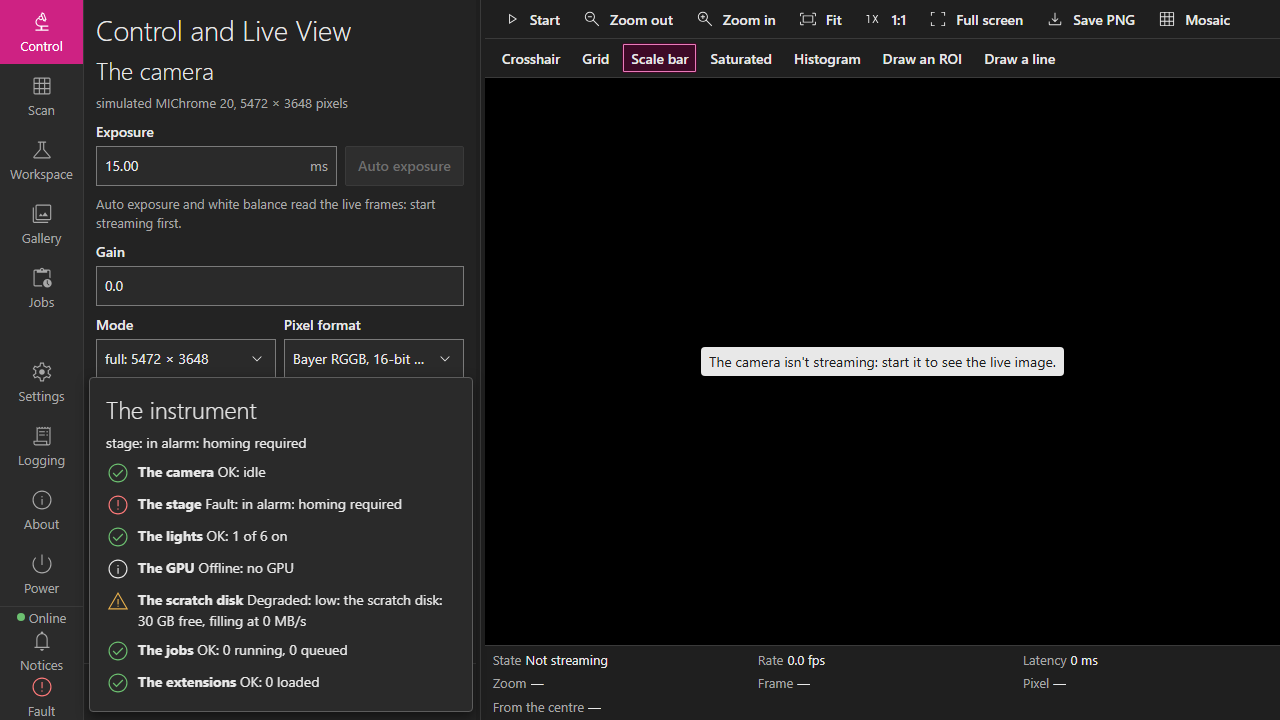 Control
Scan
Workspace
Gallery
Jobs
Settings
Logging
About
Power
Online
Notices
Fault
Control and Live View
The camera
simulated MIChrome 20, 5472 × 3648 pixels
Exposure
15.00 ms
Auto exposure
Auto exposure and white balance read the live frames: start
streaming first.
Gain
0.0
Mode Pixel format
full: 5472 × 3648 Bayer RGGB, 16-bit ...
The instrument
stage: in alarm: homing required
The camera OK: idle
The stage Fault: in alarm: homing required
The lights OK: 1 of 6 on
The GPU Offline: no GPU
The scratch disk Degraded: low: the scratch disk:
30 GB free, filling at 0 MB/s
The jobs OK: 0 running, 0 queued
The extensions OK: 0 loaded
Start Zoom out Zoom in Fit 1X 1:1 Full screen Save PNG Mosaic
Crosshair Grid Scale bar Saturated Histogram Draw an ROI Draw a line
The camera isn't streaming: start it to see the live image.
State Not streaming Rate 0.0 fps Latency 0 ms
Zoom — Frame — Pixel —
From the centre —